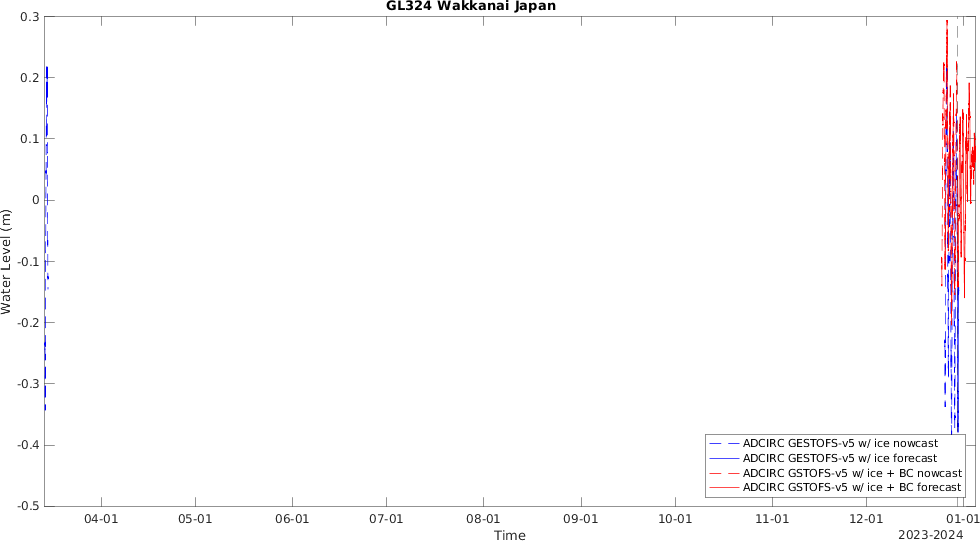 GL324 Wakkanai Japan
0.3
0.2
0.1
0
-0.1
-0.2
-0.3
-0.4
-0.5
Water Level (m)
ADCIRC GESTOFS-v5 w/ ice nowcast
ADCIRC GESTOFS-v5 w/ ice forecast
ADCIRC GSTOFS-v5 w/ ice + BC nowcast
ADCIRC GSTOFS-v5 w/ ice + BC forecast
04-01 05-01 06-01 07-01 08-01 09-01 10-01 11-01 12-01 01-01
Time
2023-2024